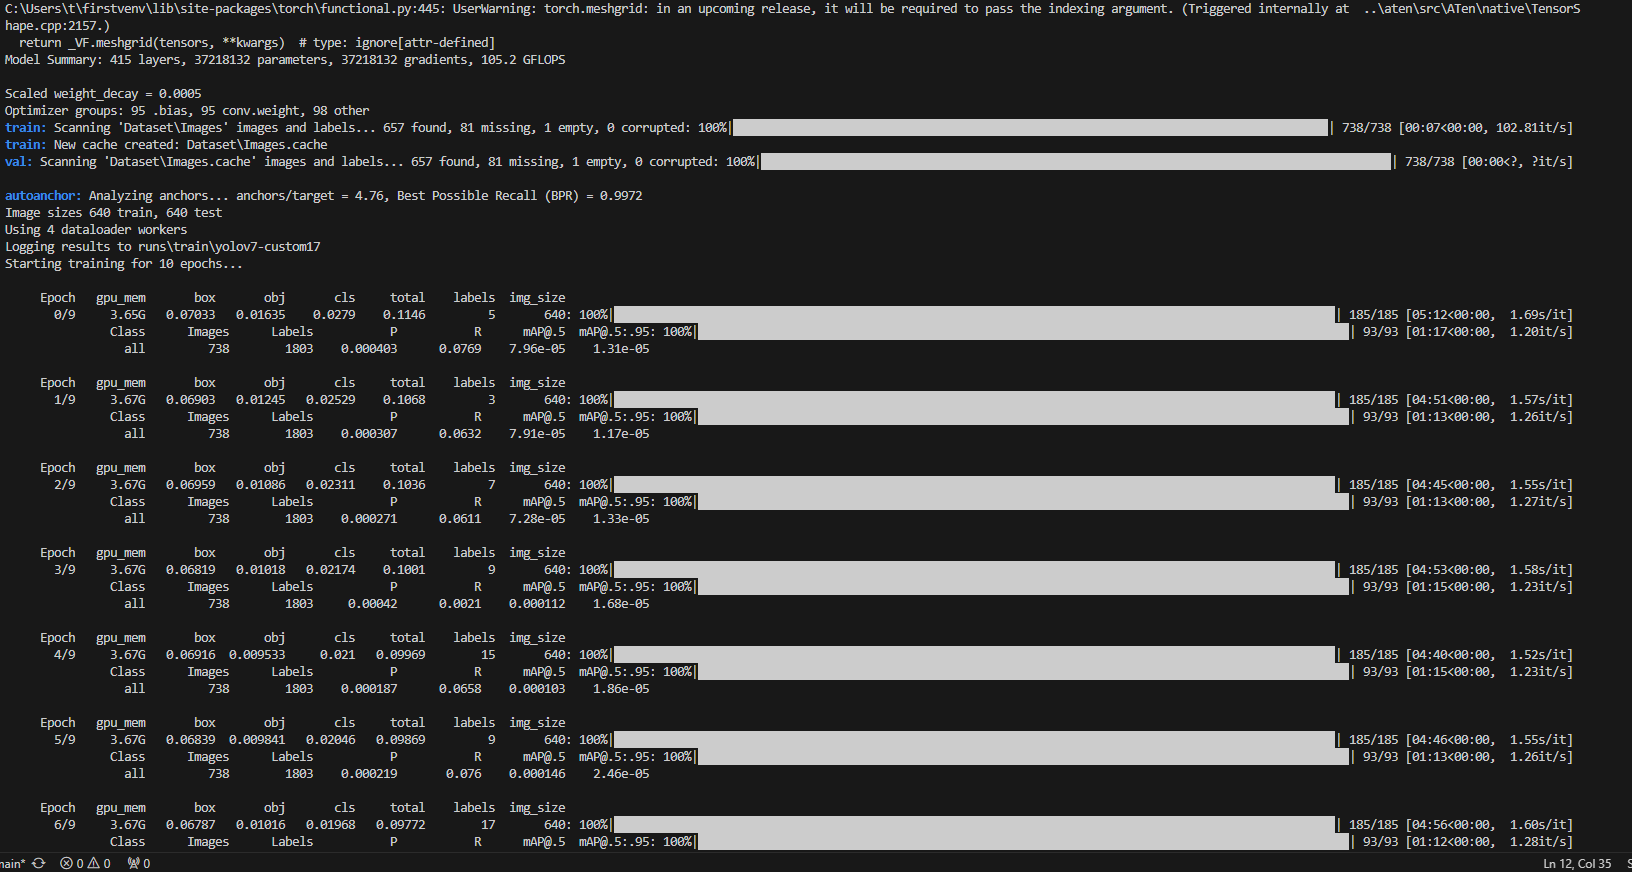 C:\Users\t\firstvenv\lib\site-packages\torch\functional.py:445: UserWarning: torch.meshgrid: in an upcoming release, it will be required to pass the indexing argument. (Triggered internally at  ..\aten\src\ATen\native\TensorS
hape.cpp:2157.)
return _VF.meshgrid(tensors, **kwargs)  # type: ignore[attr-defined]
Model Summary: 415 layers, 37218132 parameters, 37218132 gradients, 105.2 GFLOPS
Scaled weight_decay = 0.0005
Optimizer groups: 95 .bias, 95 conv.weight, 98 other
train: Scanning 'Dataset\Images' images and labels... 657 found, 81 missing, 1 empty, 0 corrupted: 100%| | 738/738 [00:07<00:00, 102.81it/s]
train: New cache created: Dataset\Images.cache
val: Scanning 'Dataset\Images.cache' images and labels... 657 found, 81 missing, 1 empty, 0 corrupted: 100%| | 738/738 [00:00<?, ?it/s]
autoanchor: Analyzing anchors... anchors/target = 4.76, Best Possible Recall (BPR) = 0.9972
Image sizes 640 train, 640 test
Using 4 dataloader workers
Logging results to runs\train\yolov7-custom17
Starting training for 10 epochs...
Epoch gpu_mem box obj cls total labels img_size
0/9 3.65G 0.07033 0.01635 0.0279 0.1146 5 640: 100%| | 185/185 [05:12<00:00, 1.69s/it]
Class Images Labels P R mAP@.5 mAP@.5:.95: 100%| | 93/93 [01:17<00:00, 1.20it/s]
all 738 1803 0.000403 0.0769 7.96e-05 1.31e-05
Epoch gpu_mem box obj cls total labels img_size
1/9 3.67G 0.06903 0.01245 0.02529 0.1068 3 640: 100%| | 185/185 [04:51<00:00, 1.57s/it]
Class Images Labels P R mAP@.5 mAP@.5:.95: 100%| | 93/93 [01:13<00:00, 1.26it/s]
all 738 1803 0.000307 0.0632 7.91e-05 1.17e-05
Epoch gpu_mem box obj cls total labels img_size
2/9 3.67G 0.06959 0.01086 0.02311 0.1036 7 640: 100%| | 185/185 [04:45<00:00, 1.55s/it]
Class Images Labels P R mAP@.5 mAP@.5:.95: 100%| | 93/93 [01:13<00:00, 1.27it/s]
all 738 1803 0.000271 0.0611 7.28e-05 1.33e-05
Epoch gpu_mem box obj cls total labels img_size
3/9 3.67G 0.06819 0.01018 0.02174 0.1001 9 640: 100%| | 185/185 [04:53<00:00, 1.58s/it]
Class Images Labels P R mAP@.5 mAP@.5:.95: 100%| | 93/93 [01:15<00:00, 1.23it/s]
all 738 1803 0.00042 0.0021 0.000112 1.68e-05
Epoch gpu_mem box obj cls total labels img_size
4/9 3.67G 0.06916 0.009533 0.021 0.09969 15 640: 100%| | 185/185 [04:40<00:00, 1.52s/it]
Class Images Labels P R mAP@.5 mAP@.5:.95: 100%| | 93/93 [01:15<00:00, 1.23it/s]
all 738 1803 0.000187 0.0658 0.000103 1.86e-05
Epoch gpu_mem box obj cls total labels img_size
5/9 3.67G 0.06839 0.009841 0.02046 0.09869 9 640: 100%| | 185/185 [04:46<00:00, 1.55s/it]
Class Images Labels P R mAP@.5 mAP@.5:.95: 100%| | 93/93 [01:13<00:00, 1.26it/s]
all 738 1803 0.000219 0.076 0.000146 2.46e-05
Epoch gpu_mem box obj cls total labels img_size
6/9 3.67G 0.06787 0.01016 0.01968 0.09772 17 640: 100%| | 185/185 [04:56<00:00, 1.60s/it]
Class Images Labels P R mAP@.5 mAP@.5:.95: 100%| | 93/93 [01:12<00:00, 1.28it/s]
nain* 0 0 0 Ln 12, Col 35 S